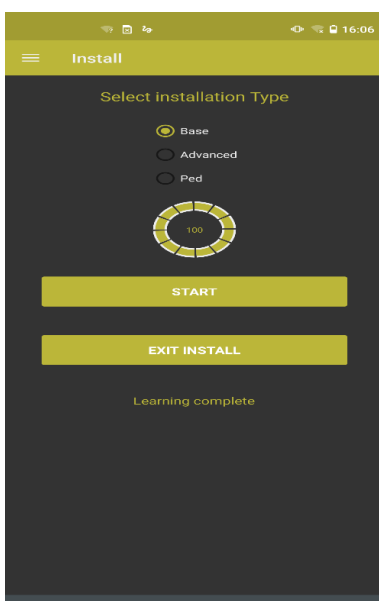 16:06
Install
Select installation Type
Base
Advanced
Ped
100
START
EXIT INSTALL
Learning complete